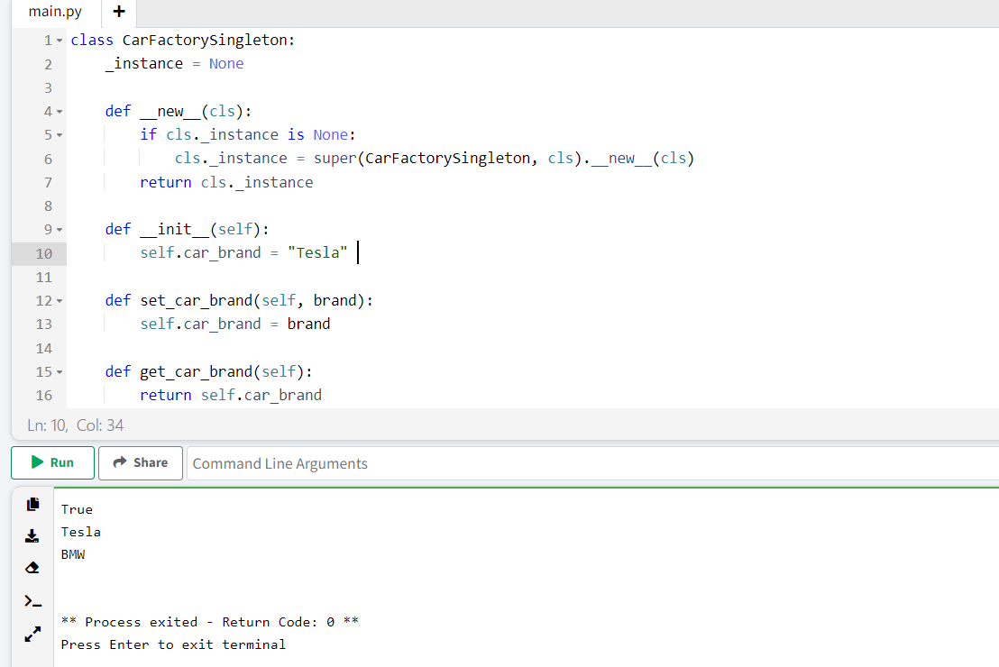 main.py +
1 class CarFactorySingleton:
2     _instance = None
3
4     def __new__(cls):
5         if cls._instance is None:
6             cls._instance = super(CarFactorySingleton, cls).__new__(cls)
7         return cls._instance
8
9     def __init__(self):
10         self.car_brand = "Tesla"
11
12     def set_car_brand(self, brand):
13         self.car_brand = brand
14
15     def get_car_brand(self):
16         return self.car_brand
Ln: 10, Col: 34
Run Share Command Line Arguments
True
Tesla
BMW
** Process exited - Return Code: 0 **
Press Enter to exit terminal